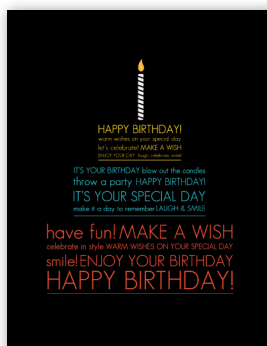 HAPPY BIRTHDAY!
warm wishes on your special day
let's celebrate! MAKE A WISH
ENJOY YOUR DAY laugh celebrate smile!
IT'S YOUR BIRTHDAY blow out the candles
throw a party HAPPY BIRTHDAY!
IT'S YOUR SPECIAL DAY
make it a day to remember LAUGH & SMILE
have fun! MAKE A WISH
celebrate in style WARM WISHES ON YOUR SPECIAL DAY
smile! ENJOY YOUR BIRTHDAY
HAPPY BIRTHDAY!